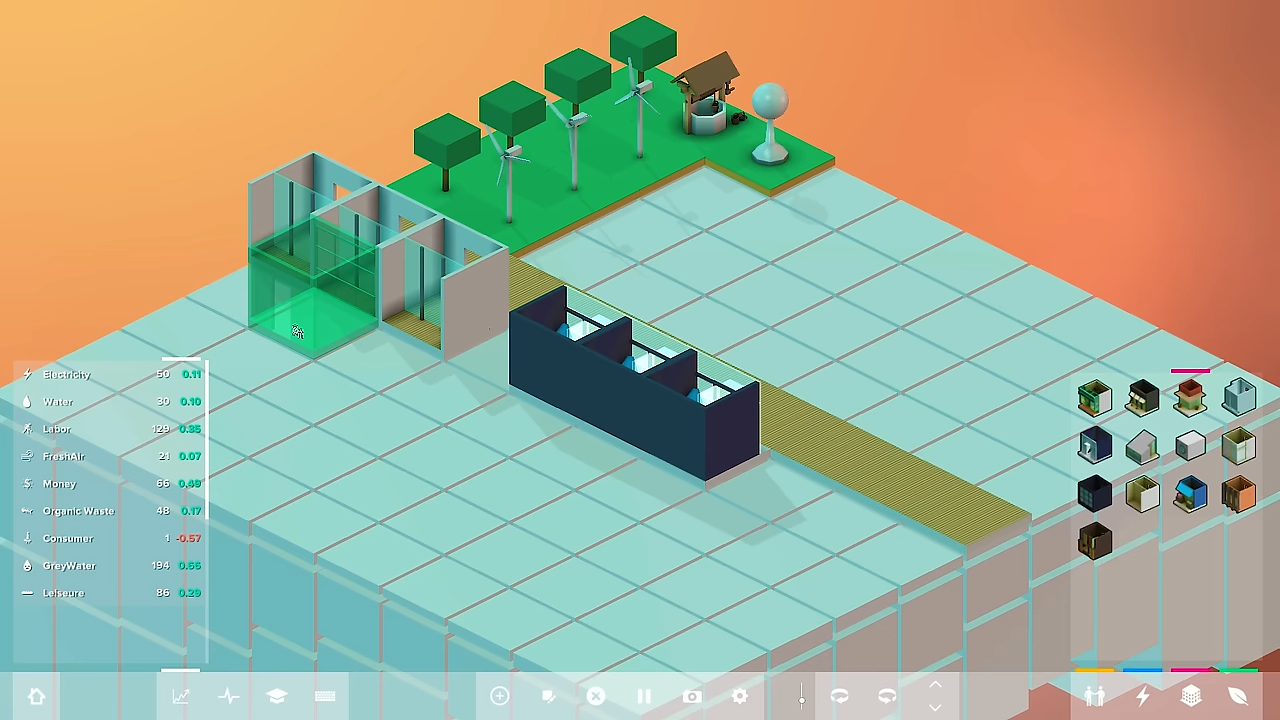 Electricity 50 0.11
Water 30 0.10
Labor 129 0.35
FreshAir 21 0.07
Money 66 0.49
Organic Waste 48 0.17
Consumer 1 -0.57
GreyWater 194 0.66
Leiseure 86 0.29